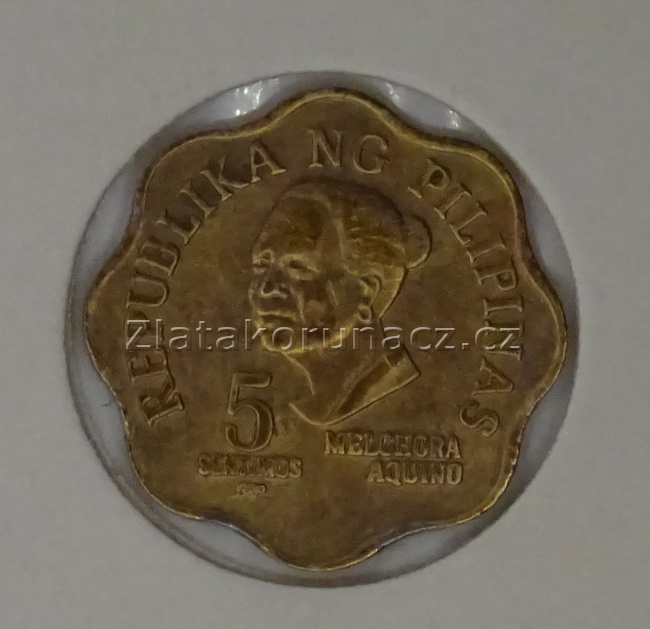 REPUBLIKA NG PILIPINAS
Zlatakorunacz.cz
5
SENTIMOS
MELCHORA
AQUINO